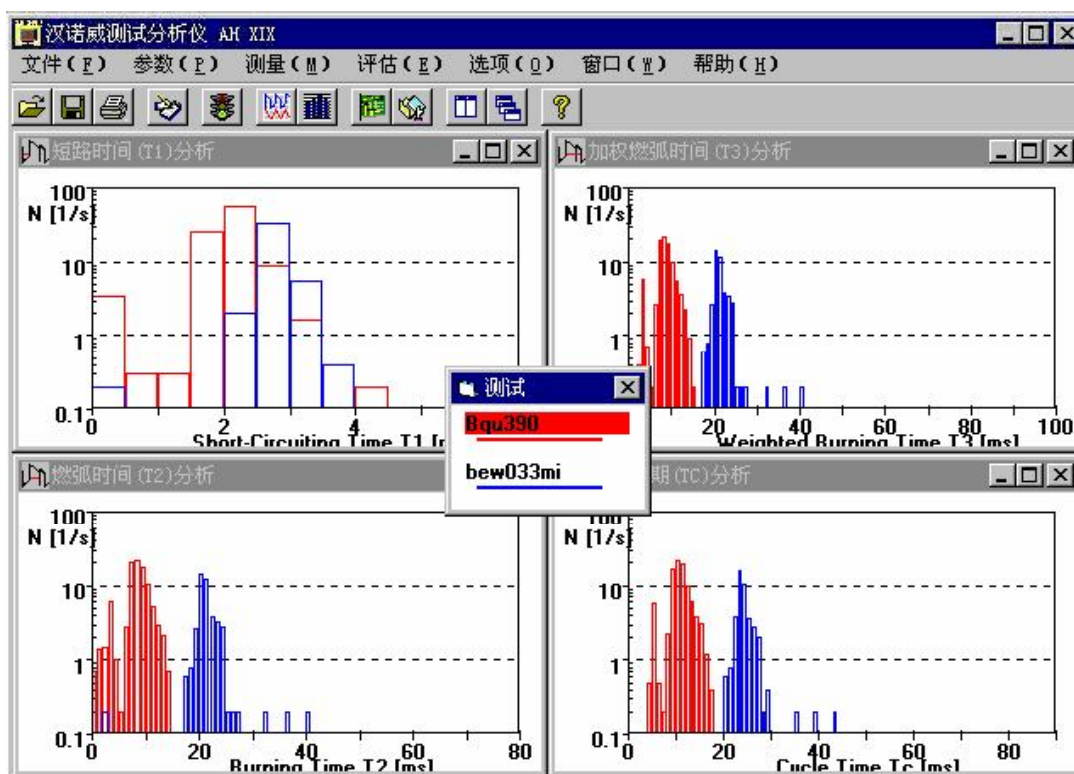 汉诺威测试分析仪 AH XIX
文件(F) 参数(P) 测量(M) 评估(E) 选项(O) 窗口(W) 帮助(H)
短路时间(T1)分析
100
N [1/s]
10
1
0.1
0 2 4
Short-Circuiting Time T1 [
加权燃弧时间(T3)分析
100
N [1/s]
10
1
20 40 60 80 100
Weighted Burning Time T3 [ms]
测试
Bqu390
bew033mi
燃弧时间(T2)分析
100
N [1/s]
10
1
0.1
0 20 40 60 80
Burning Time T2 [ms]
期(TC)分析
100
N [1/s]
10
1
0.1
0 20 40 60 80
Cycle Time Tc [ms]